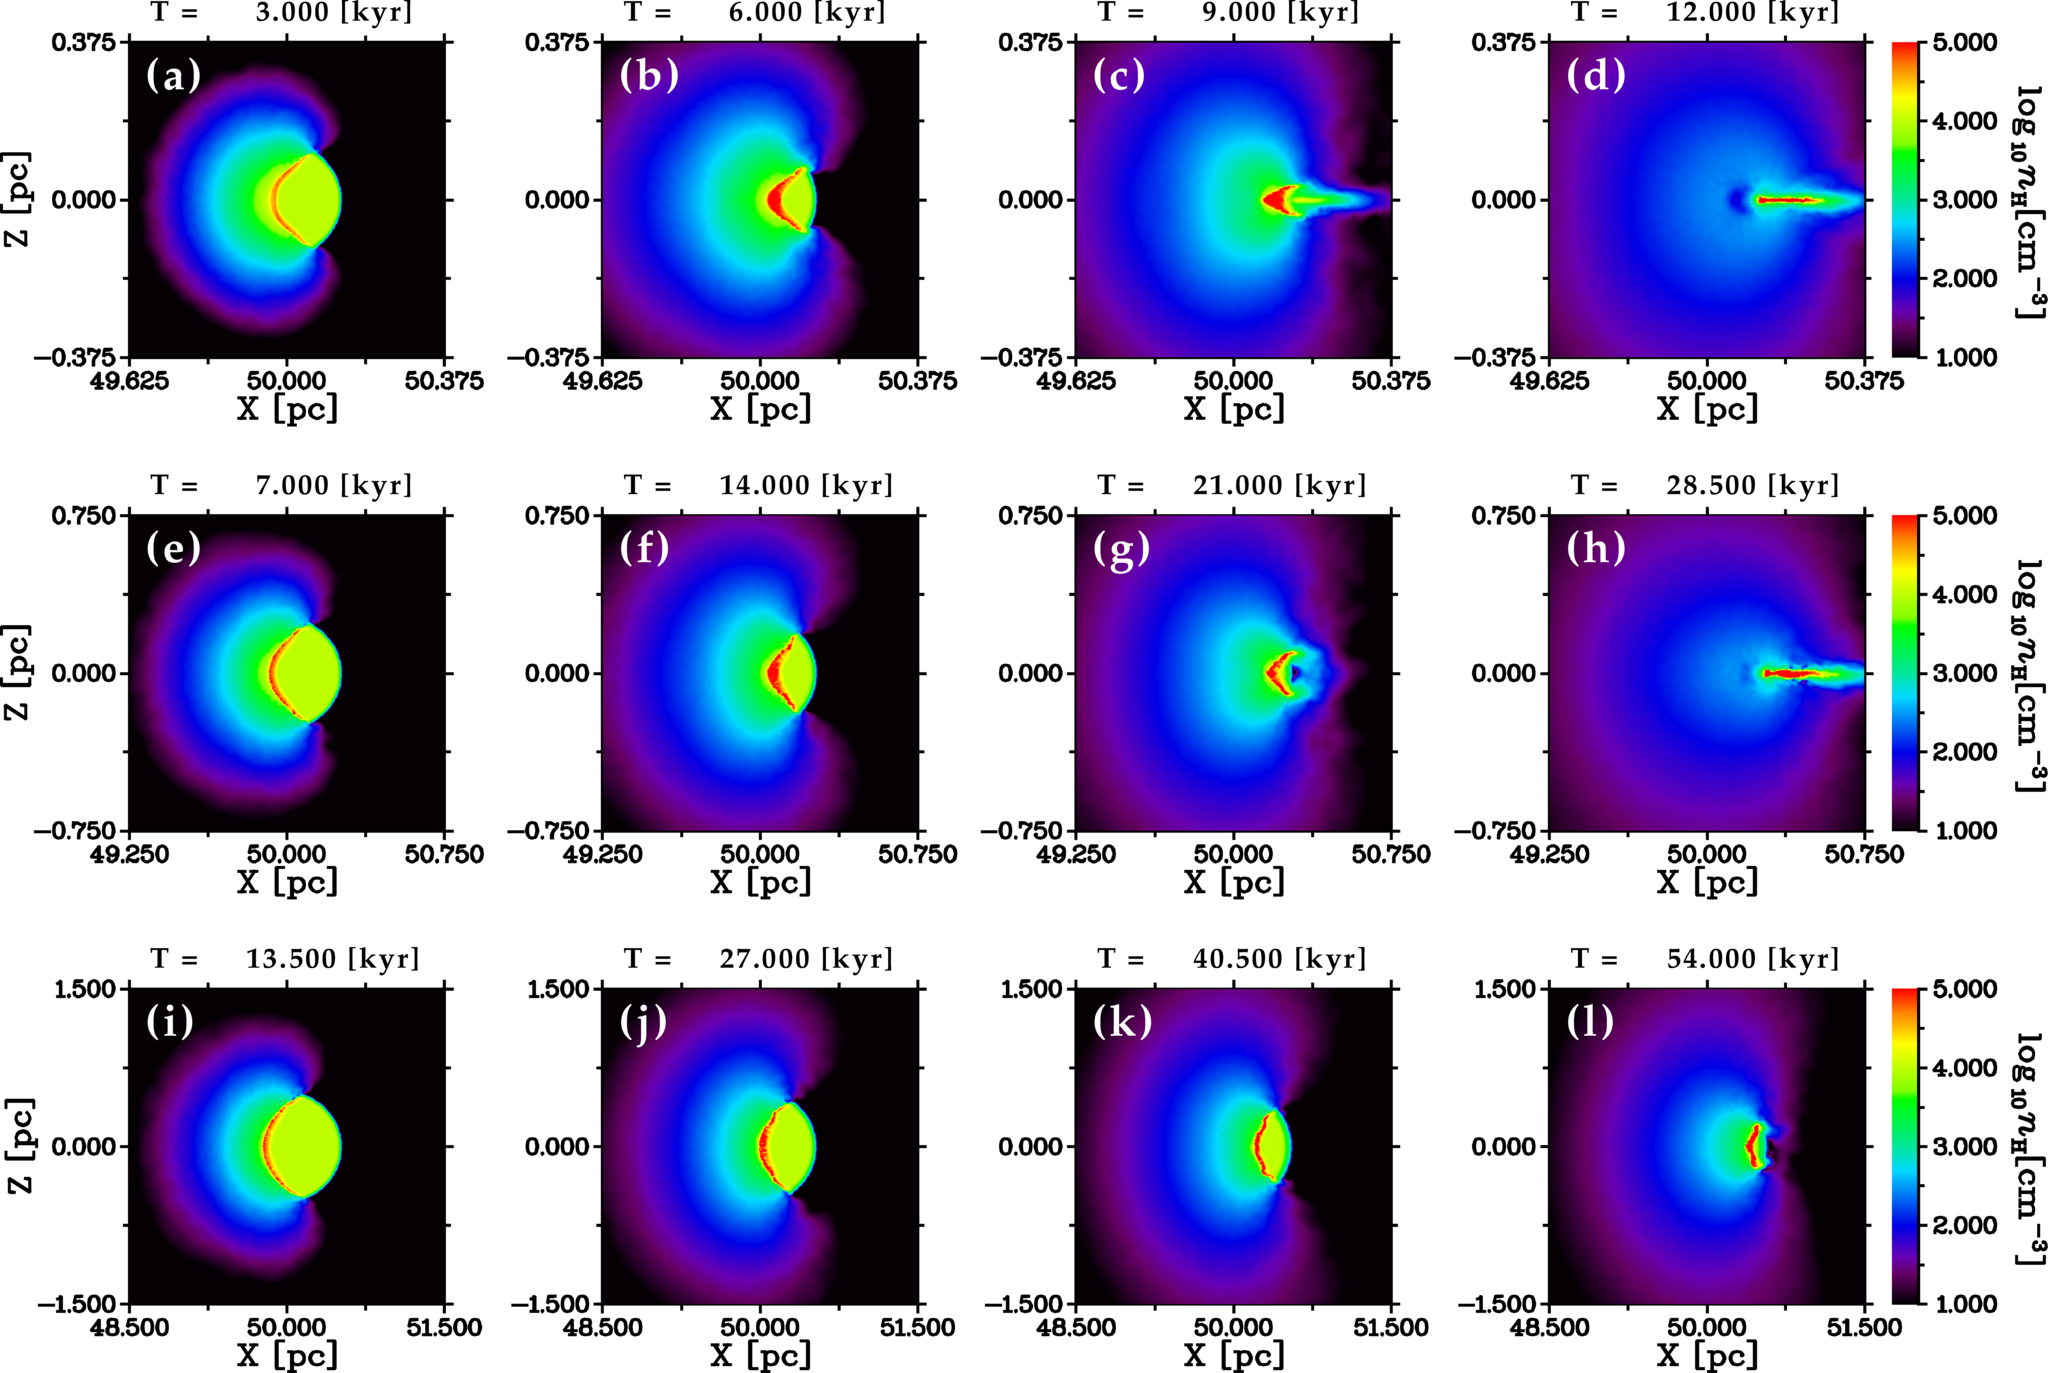 T = 3.000 [kyr]
T = 6.000 [kyr]
T = 9.000 [kyr]
T = 12.000 [kyr]
(a)
(b)
(c)
(d)
0.375
0.000
−0.375
Z [pc]
49.625 50.000 50.375
X [pc]
0.375
0.000
−0.375
49.625 50.000 50.375
X [pc]
0.375
0.000
−0.375
49.625 50.000 50.375
X [pc]
0.375
0.000
−0.375
49.625 50.000 50.375
X [pc]
5.000
4.000
3.000
2.000
1.000
log₁₀n_H[cm⁻³]
T = 7.000 [kyr]
T = 14.000 [kyr]
T = 21.000 [kyr]
T = 28.500 [kyr]
(e)
(f)
(g)
(h)
0.750
0.000
−0.750
Z [pc]
49.250 50.000 50.750
X [pc]
0.750
0.000
−0.750
49.250 50.000 50.750
X [pc]
0.750
0.000
−0.750
49.250 50.000 50.750
X [pc]
0.750
0.000
−0.750
49.250 50.000 50.750
X [pc]
5.000
4.000
3.000
2.000
1.000
log₁₀n_H[cm⁻³]
T = 13.500 [kyr]
T = 27.000 [kyr]
T = 40.500 [kyr]
T = 54.000 [kyr]
(i)
(j)
(k)
(l)
1.500
0.000
−1.500
Z [pc]
48.500 50.000 51.500
X [pc]
1.500
0.000
−1.500
48.500 50.000 51.500
X [pc]
1.500
0.000
−1.500
48.500 50.000 51.500
X [pc]
1.500
0.000
−1.500
48.500 50.000 51.500
X [pc]
5.000
4.000
3.000
2.000
1.000
log₁₀n_H[cm⁻³]